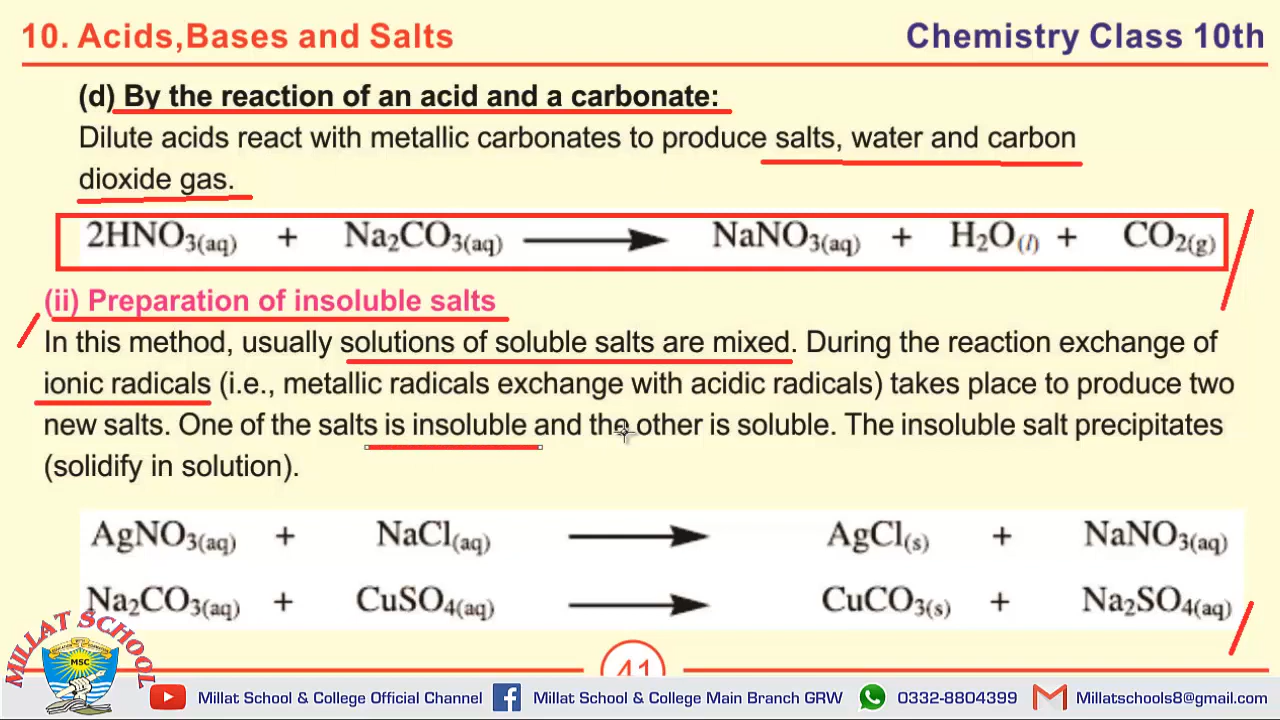 10. Acids,Bases and Salts Chemistry Class 10th
(d) By the reaction of an acid and a carbonate:
Dilute acids react with metallic carbonates to produce salts, water and carbon
dioxide gas.
2HNO₃(aq) + Na₂CO₃(aq) ⟶ NaNO₃(aq) + H₂O(l) + CO₂(g)
(ii) Preparation of insoluble salts
In this method, usually solutions of soluble salts are mixed. During the reaction exchange of
ionic radicals (i.e., metallic radicals exchange with acidic radicals) takes place to produce two
new salts. One of the salts is insoluble and the other is soluble. The insoluble salt precipitates
(solidify in solution).
AgNO₃(aq) + NaCl(aq) ⟶ AgCl(s) + NaNO₃(aq)
Na₂CO₃(aq) + CuSO₄(aq) ⟶ CuCO₃(s) + Na₂SO₄(aq)
41
MILLAT SCHOOL
MSC
Millat School & College Official Channel Millat School & College Main Branch GRW 0332-8804399 Millatschools8@gmail.com